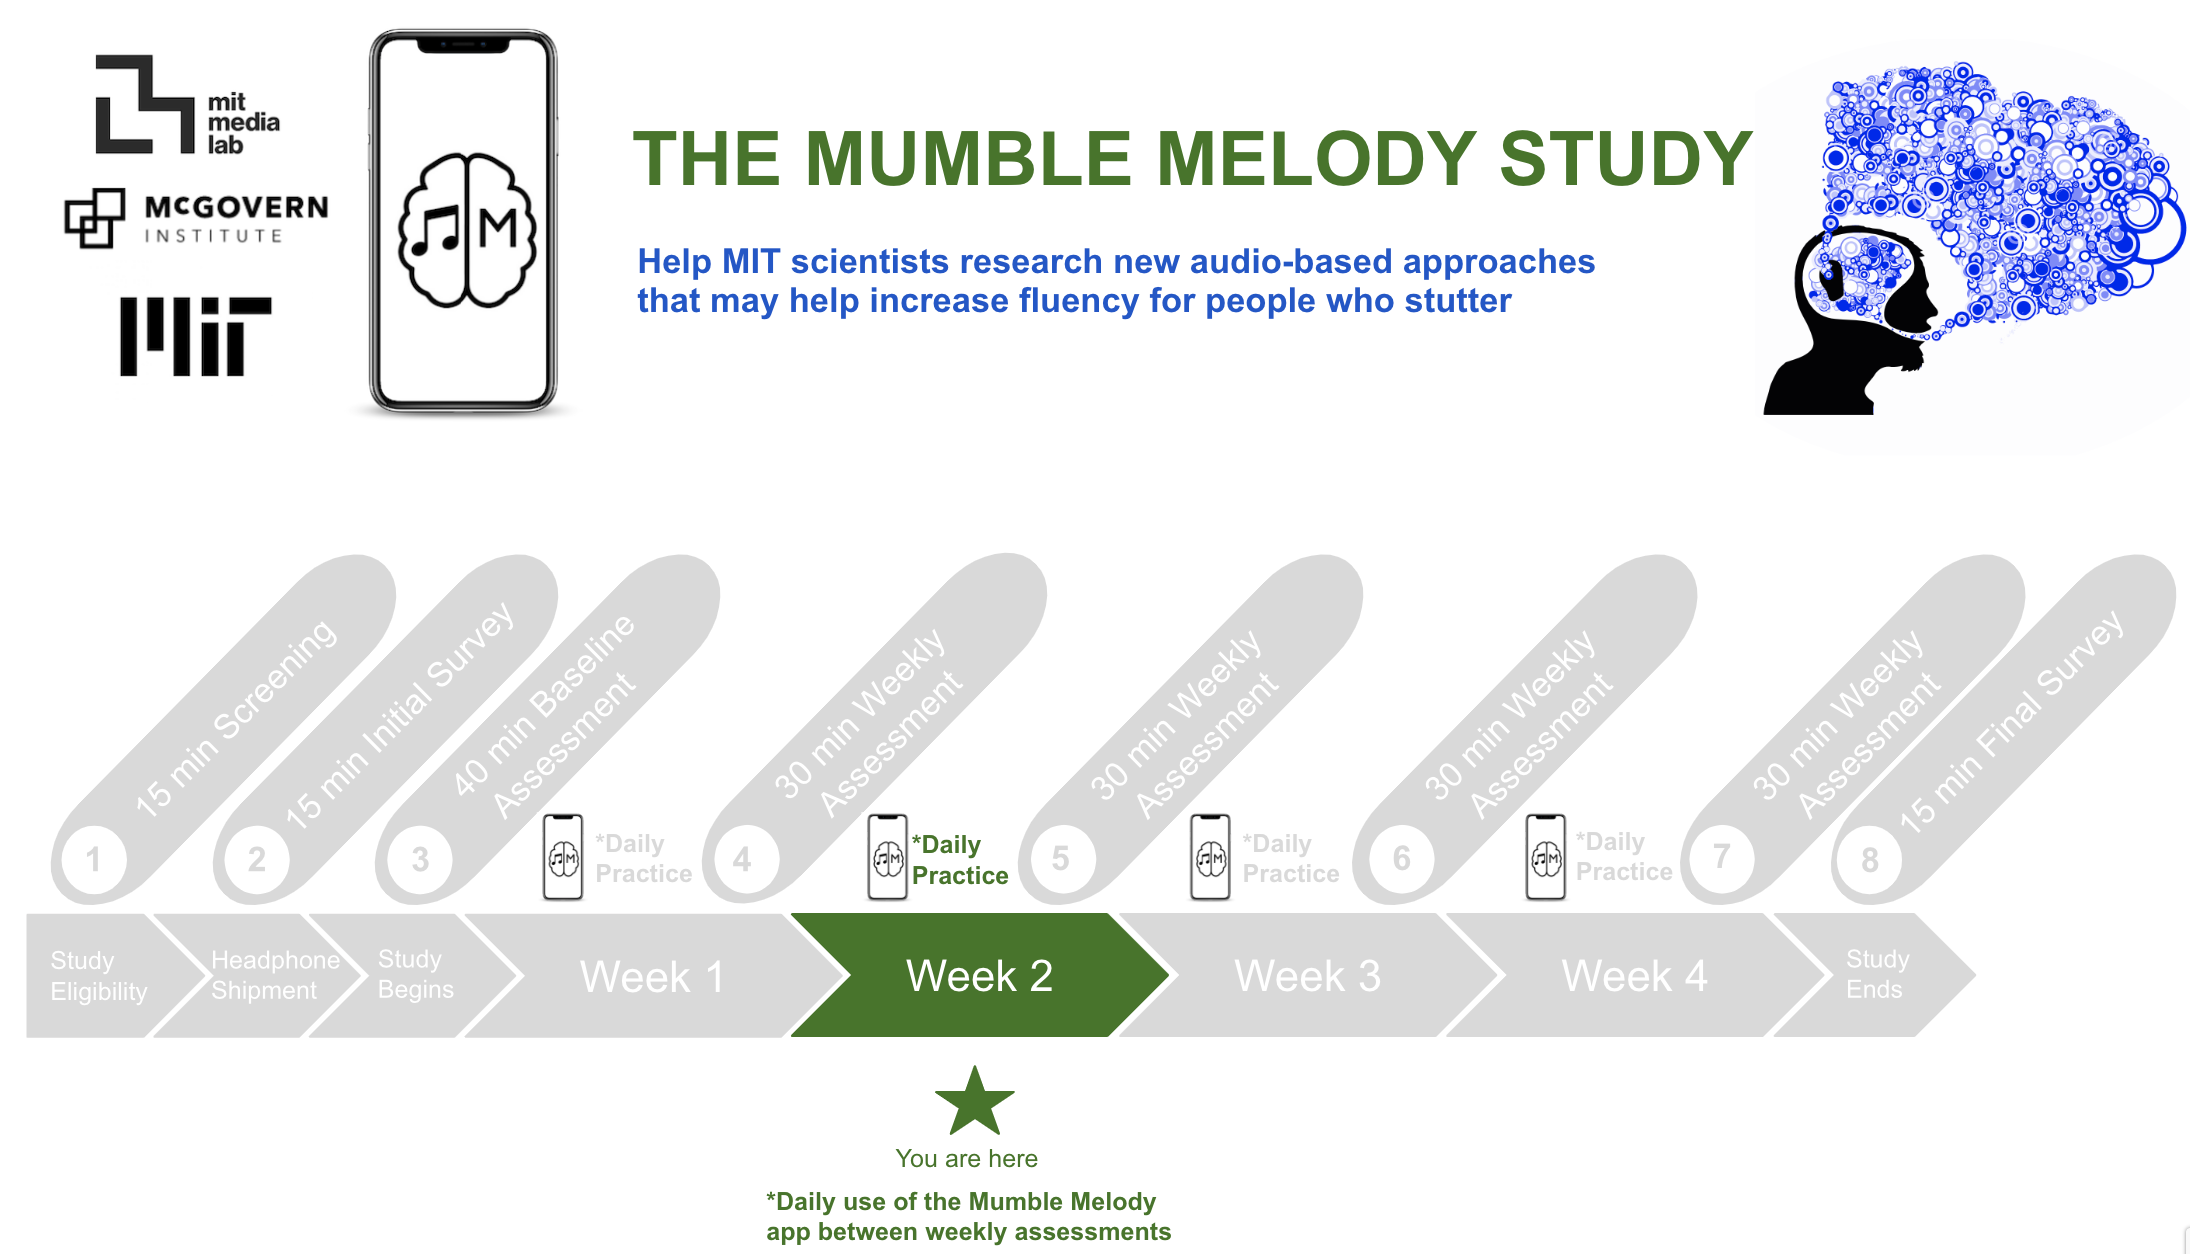 mit
media
lab
McGOVERN
INSTITUTE
MIT
M
THE MUMBLE MELODY STUDY
Help MIT scientists research new audio-based approaches
that may help increase fluency for people who stutter
1
15 min Screening
2
15 min Initial Survey
3
40 min Baseline
Assessment
M
*Daily
Practice
4
30 min Weekly
Assessment
M
*Daily
Practice
5
30 min Weekly
Assessment
M
*Daily
Practice
6
30 min Weekly
Assessment
M
*Daily
Practice
7
30 min Weekly
Assessment
8
15 min Final Survey
Study
Eligibility
Headphone
Shipment
Study
Begins
Week 1
Week 2
Week 3
Week 4
Study
Ends
You are here
*Daily use of the Mumble Melody
app between weekly assessments